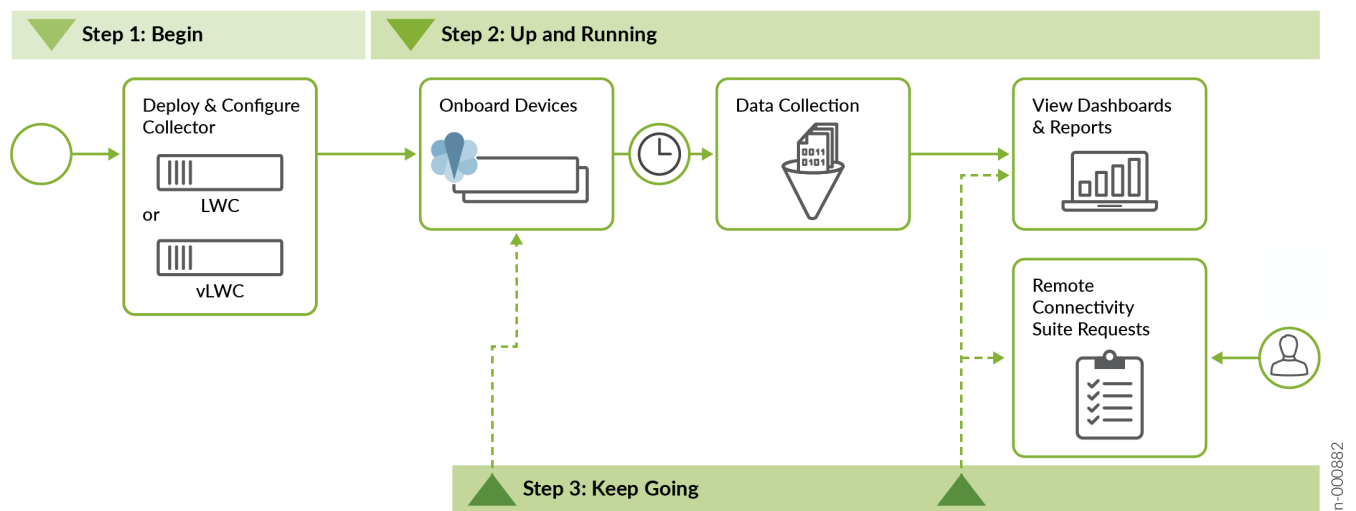 Step 1: Begin
Step 2: Up and Running
Deploy & Configure
Collector
LWC
or
vLWC
Onboard Devices
Data Collection
0011
0101
View Dashboards
& Reports
Remote
Connectivity
Suite Requests
Step 3: Keep Going
n-000882